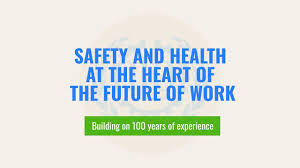 SAFETY AND HEALTH
AT THE HEART OF
THE FUTURE OF WORK
Building on 100 years of experience